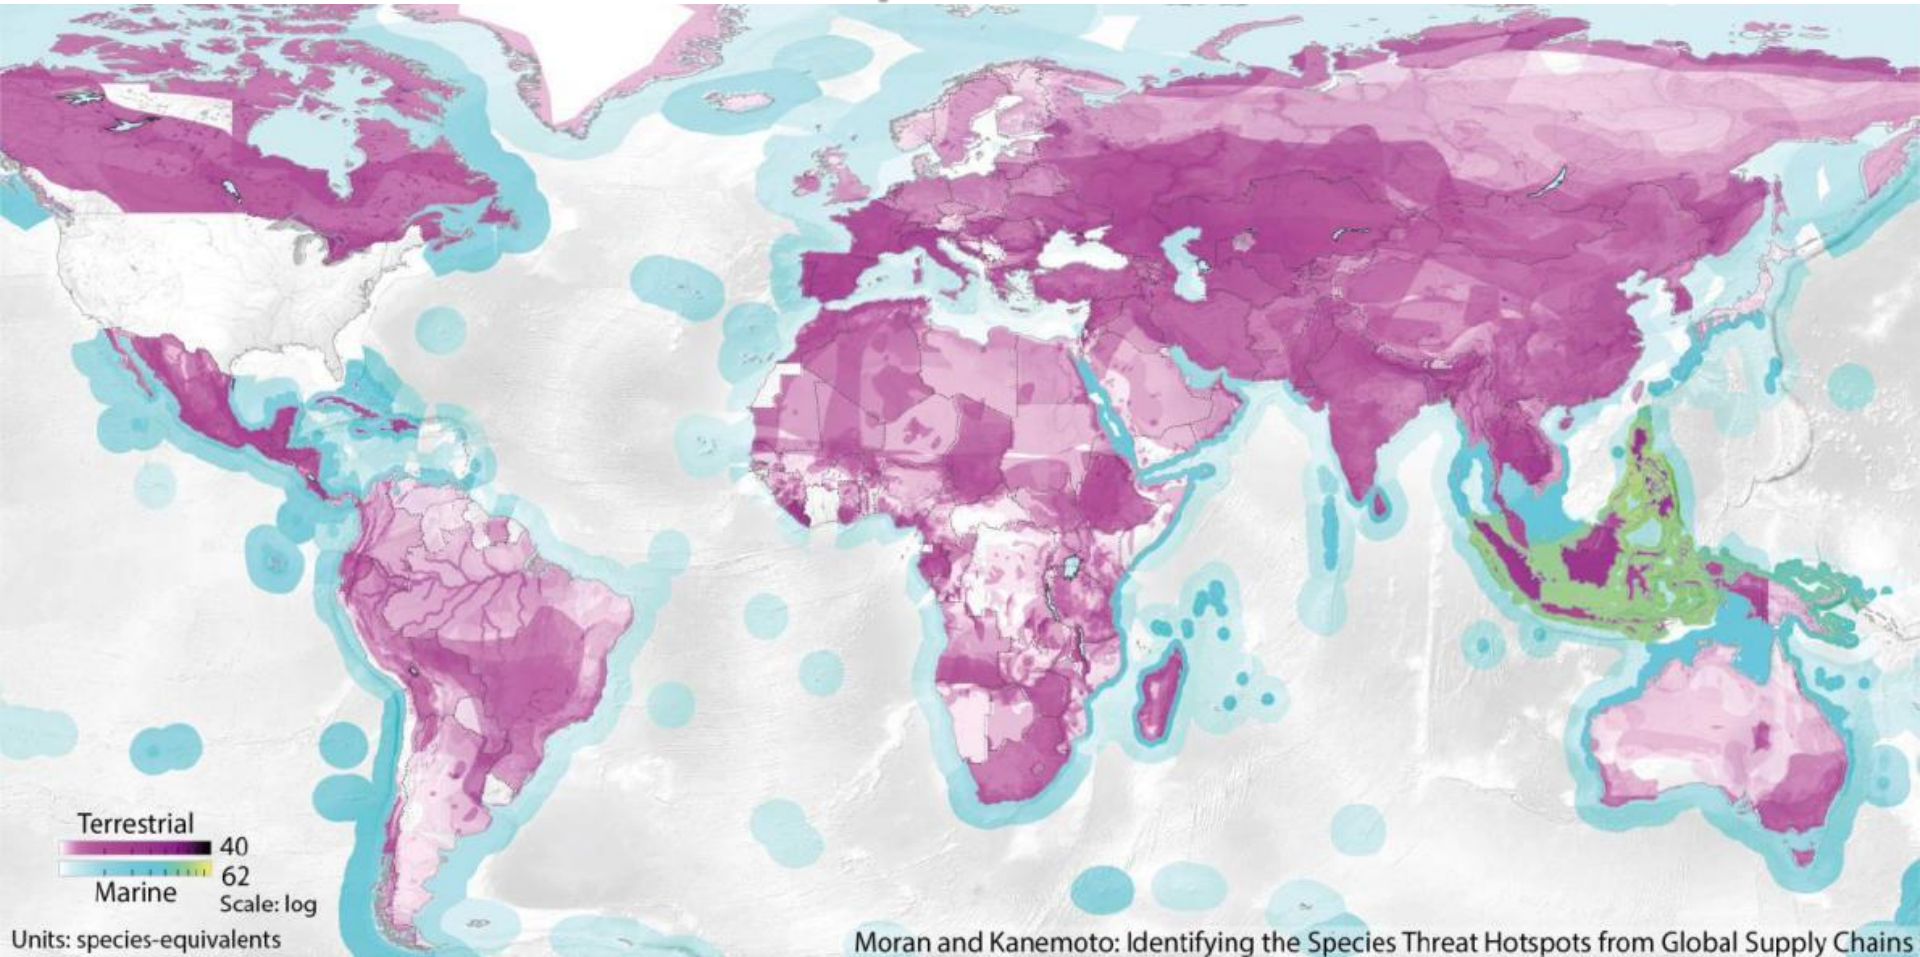 Terrestrial
40
62
Marine
Scale: log
Units: species-equivalents
Moran and Kanemoto: Identifying the Species Threat Hotspots from Global Supply Chains